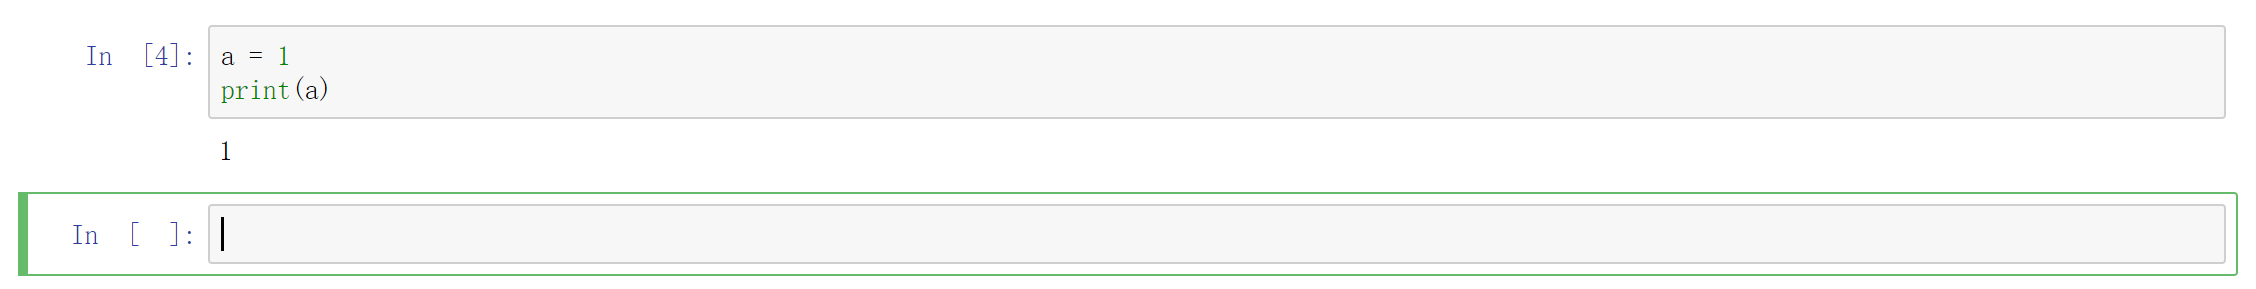 In [4]: a = 1
print(a)
1
In [ ]: